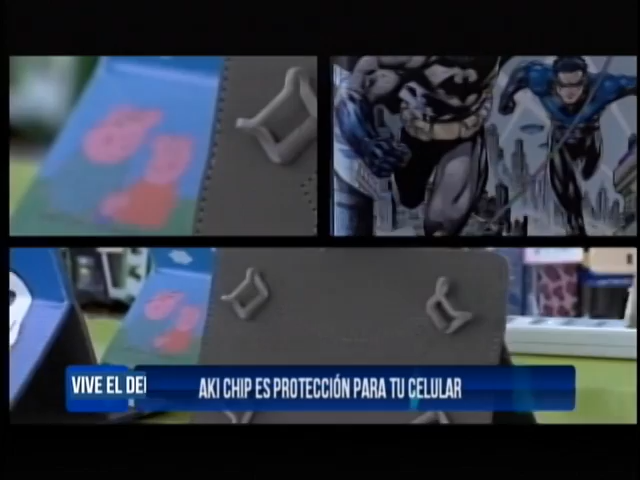 VIVE EL DE
AKI CHIP ES PROTECCIÓN PARA TU CELULAR